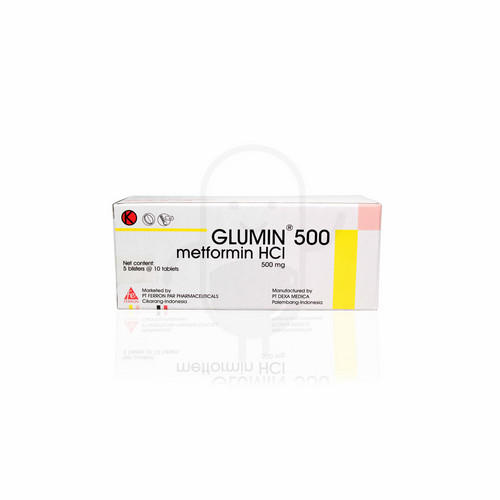 K
GLUMIN® 500
metformin HCl
500 mg
Net content:
5 blisters @ 10 tablets
Marketed by
PT FERRON PAR PHARMACEUTICALS
Cikarang-Indonesia
FERRON
Manufactured by
PT DEXA MEDICA
Palembang-Indonesia